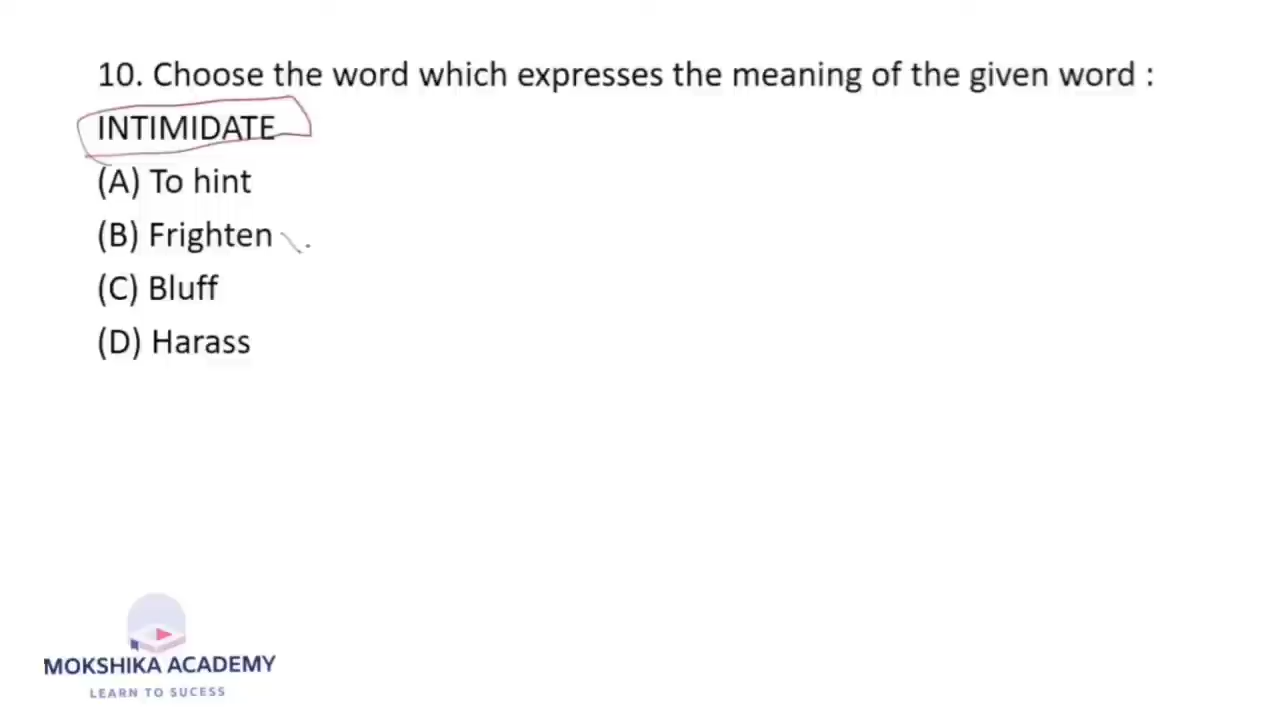 10. Choose the word which expresses the meaning of the given word :
INTIMIDATE
(A) To hint
(B) Frighten
(C) Bluff
(D) Harass
MOKSHIKA ACADEMY
LEARN TO SUCESS